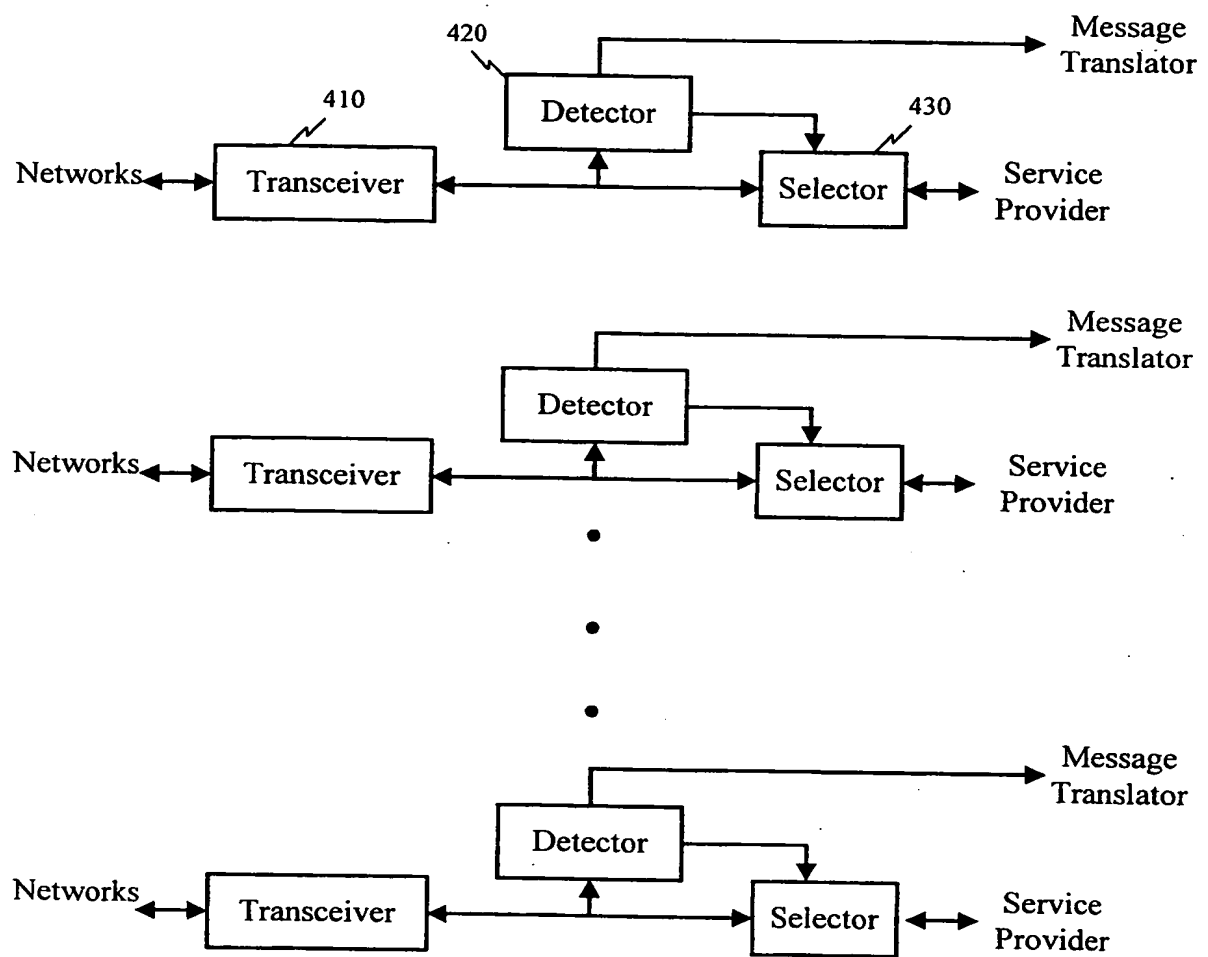 Message
Translator
420
Detector
410
430
Networks
Transceiver
Selector
Service
Provider
Message
Translator
Detector
Networks
Transceiver
Selector
Service
Provider
Message
Translator
Detector
Networks
Transceiver
Selector
Service
Provider